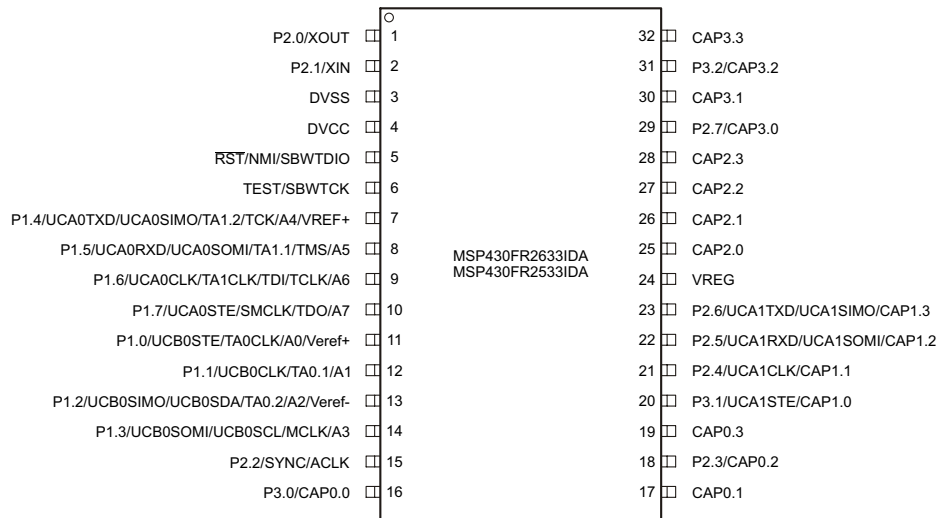 P2.0/XOUT 1 32 CAP3.3
P2.1/XIN 2 31 P3.2/CAP3.2
DVSS 3 30 CAP3.1
DVCC 4 29 P2.7/CAP3.0
RST/NMI/SBWTDIO 5 28 CAP2.3
TEST/SBWTCK 6 27 CAP2.2
P1.4/UCA0TXD/UCA0SIMO/TA1.2/TCK/A4/VREF+ 7 26 CAP2.1
P1.5/UCA0RXD/UCA0SOMI/TA1.1/TMS/A5 8 25 CAP2.0
MSP430FR2633IDA
MSP430FR2533IDA
P1.6/UCA0CLK/TA1CLK/TDI/TCLK/A6 9 24 VREG
P1.7/UCA0STE/SMCLK/TDO/A7 10 23 P2.6/UCA1TXD/UCA1SIMO/CAP1.3
P1.0/UCB0STE/TA0CLK/A0/Veref+ 11 22 P2.5/UCA1RXD/UCA1SOMI/CAP1.2
P1.1/UCB0CLK/TA0.1/A1 12 21 P2.4/UCA1CLK/CAP1.1
P1.2/UCB0SIMO/UCB0SDA/TA0.2/A2/Veref- 13 20 P3.1/UCA1STE/CAP1.0
P1.3/UCB0SOMI/UCB0SCL/MCLK/A3 14 19 CAP0.3
P2.2/SYNC/ACLK 15 18 P2.3/CAP0.2
P3.0/CAP0.0 16 17 CAP0.1